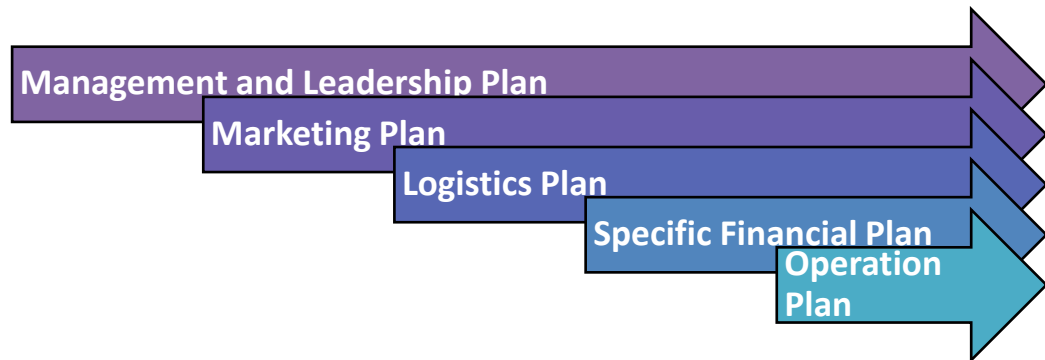 Management and Leadership Plan
Marketing Plan
Logistics Plan
Specific Financial Plan
Operation
Plan